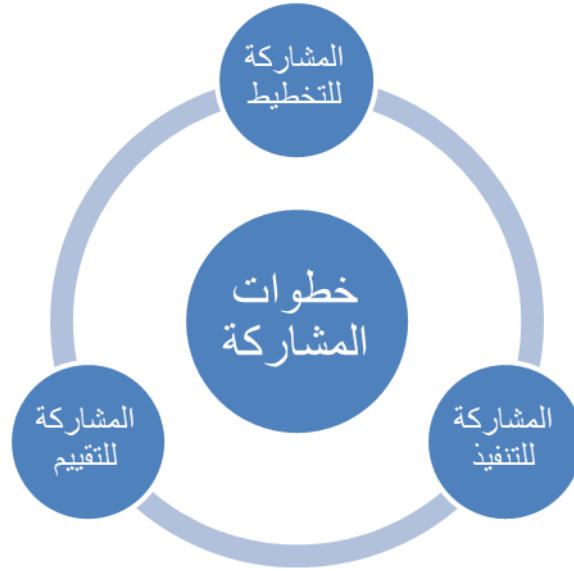 المشاركة
للتخطيط
خطوات
المشاركة
المشاركة
للتنفيذ
المشاركة
للتقييم